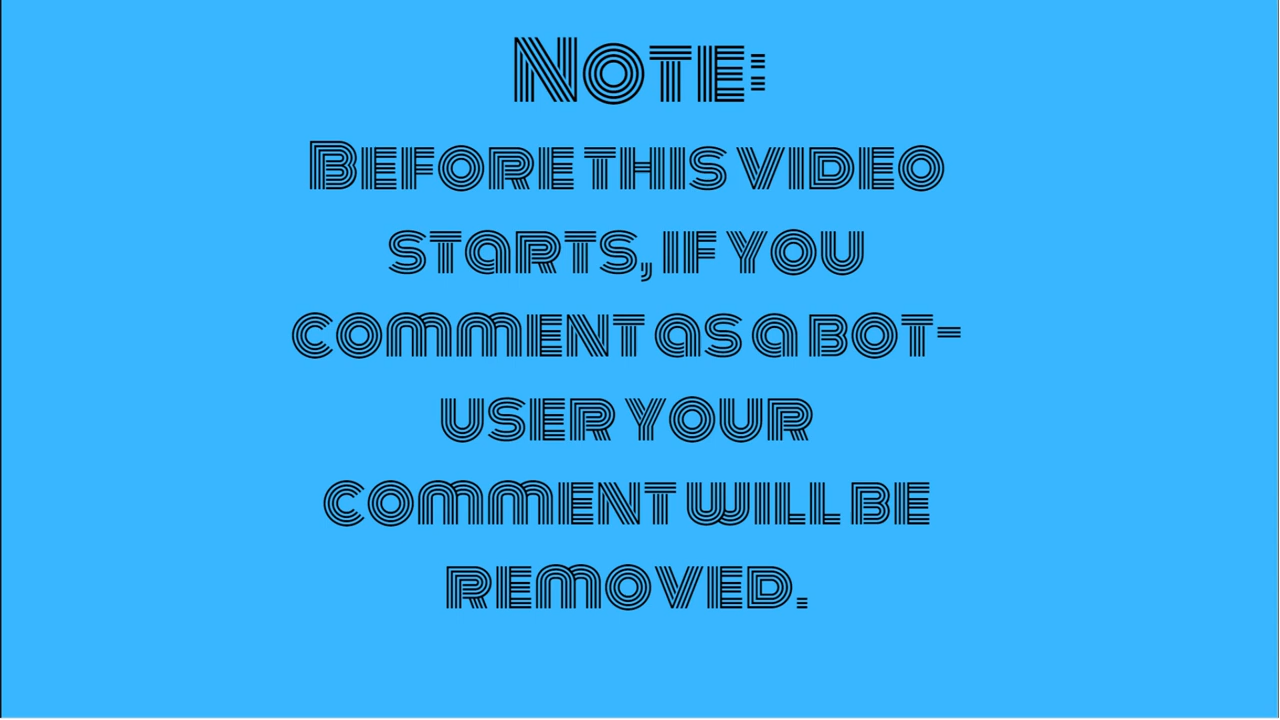 Note:
Before this video
starts, if you
comment as a bot-
user your
comment will be
removed.